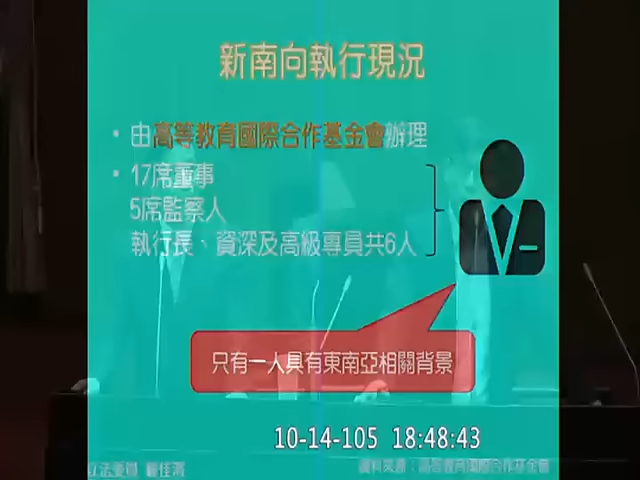 新南向執行現況
• 由高等教育國際合作基金會辦理
• 17席董事
5席監察人
執行長、資深及高級專員共6人
只有一人具有東南亞相關背景
10-14-105 18:48:43
資料來源：高等教育國際合作基金會